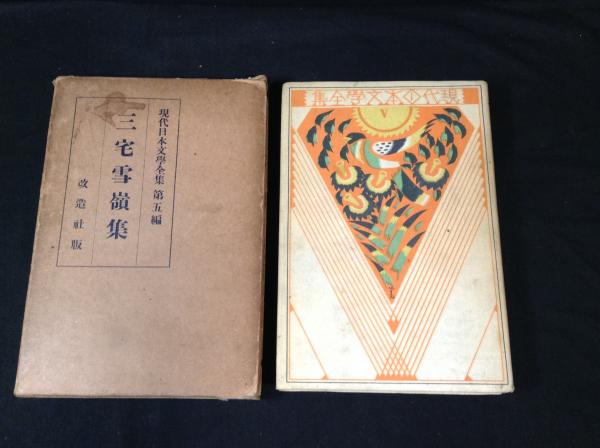 現代日本文學全集 第五編
三宅雪嶺集
改造社版
現代日本文學全集
V